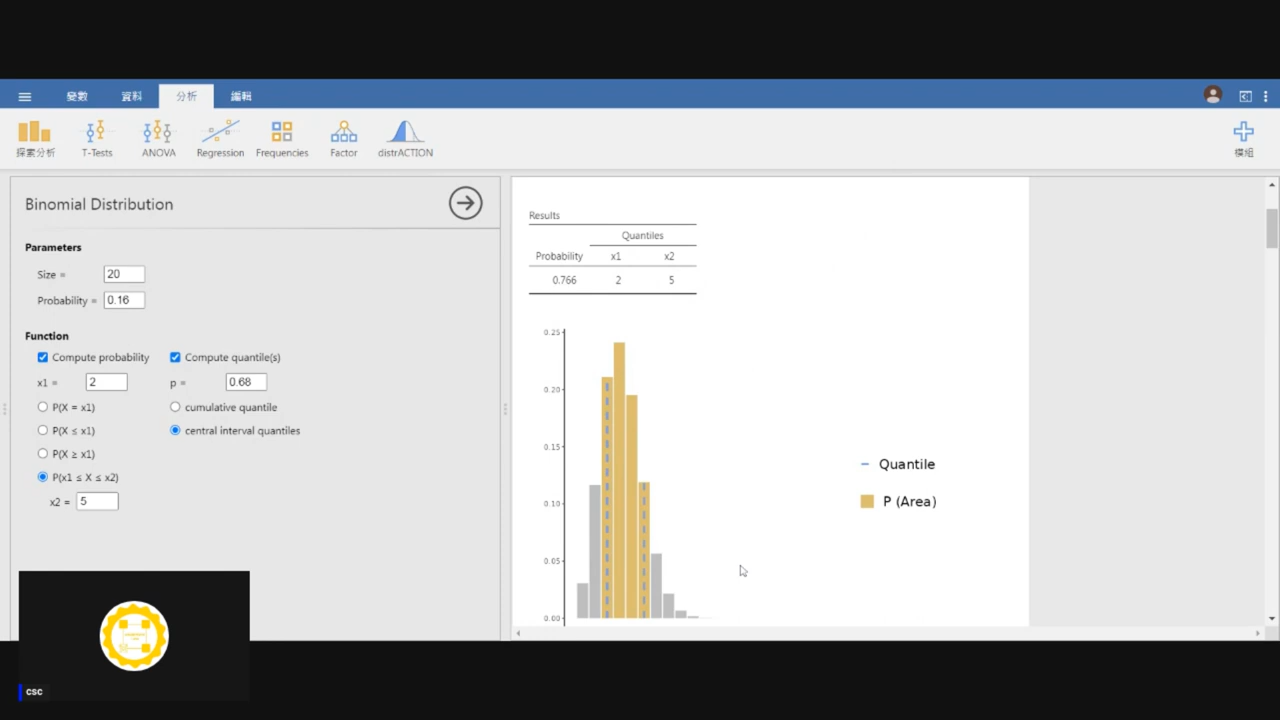 變數 資料 分析 編輯
探索分析 T-Tests ANOVA Regression Frequencies Factor distrACTION 模組
Binomial Distribution
Parameters
Size = 20
Probability = 0.16
Function
Compute probability Compute quantile(s)
x1 = 2 p = 0.68
P(X = x1) cumulative quantile
P(X ≤ x1) central interval quantiles
P(X ≥ x1)
P(x1 ≤ X ≤ x2)
x2 = 5
Results
Quantiles
Probability x1 x2
0.766 2 5
0.25
0.20
0.15
0.10
0.05
0.00
Quantile
P (Area)
csc